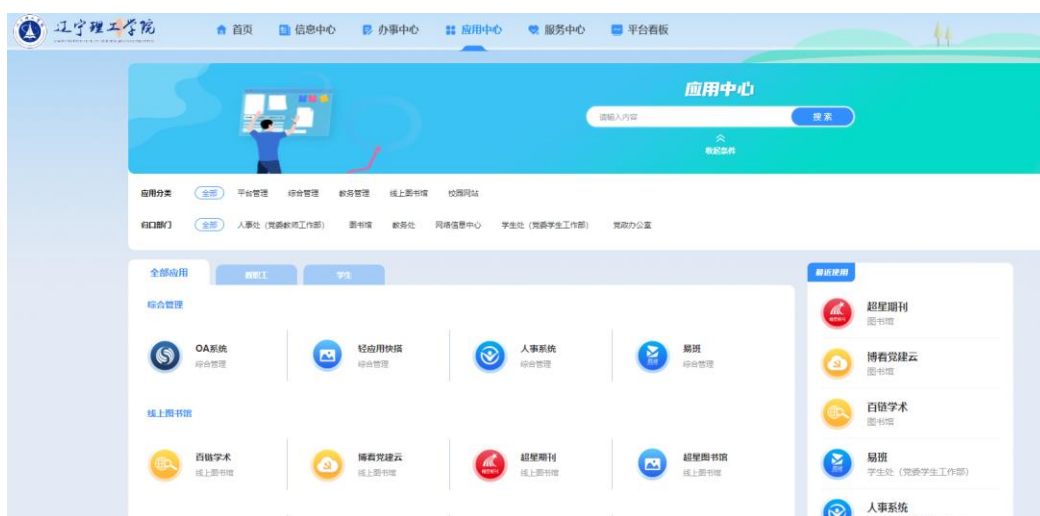 辽宁理工学院
首页 信息中心 办事中心 应用中心 服务中心 平台看板
应用中心
请输入内容 搜索
收起条件
应用分类 全部 平台管理 综合管理 教务管理 线上图书馆 校园网站
归口部门 全部 人事处（党委教师工作部） 图书馆 教务处 网络信息中心 学生处（党委学生工作部） 党政办公室
全部应用 教职工 学生
综合管理
OA系统 轻应用快搭 人事系统 易班
综合管理 综合管理 综合管理 综合管理
线上图书馆
百链学术 博看党建云 超星期刊 超星图书馆
线上图书馆 线上图书馆 线上图书馆 线上图书馆
最近使用
超星期刊
图书馆
博看党建云
图书馆
百链学术
图书馆
易班
学生处（党委学生工作部）
人事系统